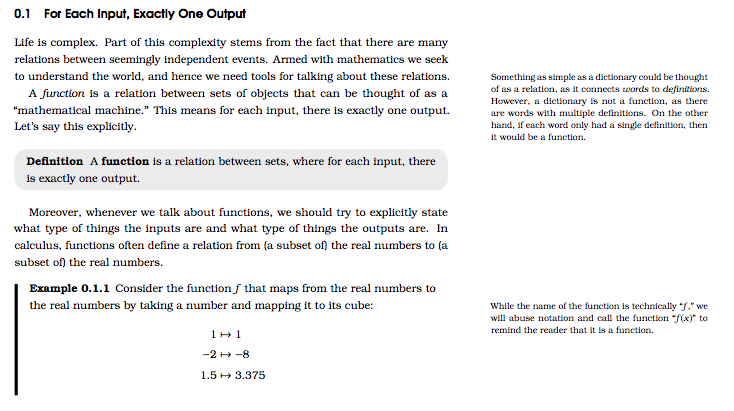 0.1 For Each Input, Exactly One Output
Life is complex. Part of this complexity stems from the fact that there are many
relations between seemingly independent events. Armed with mathematics we seek
to understand the world, and hence we need tools for talking about these relations.
A function is a relation between sets of objects that can be thought of as a
“mathematical machine.” This means for each input, there is exactly one output.
Let’s say this explicitly.
Something as simple as a dictionary could be thought
of as a relation, as it connects words to definitions.
However, a dictionary is not a function, as there
are words with multiple definitions. On the other
hand, if each word only had a single definition, then
it would be a function.
Definition A function is a relation between sets, where for each input, there
is exactly one output.
Moreover, whenever we talk about functions, we should try to explicitly state
what type of things the inputs are and what type of things the outputs are. In
calculus, functions often define a relation from (a subset of) the real numbers to (a
subset of) the real numbers.
Example 0.1.1 Consider the function f that maps from the real numbers to
the real numbers by taking a number and mapping it to its cube:
1 ↦ 1
−2 ↦ −8
1.5 ↦ 3.375
While the name of the function is technically “f,” we
will abuse notation and call the function “f(x)” to
remind the reader that it is a function.